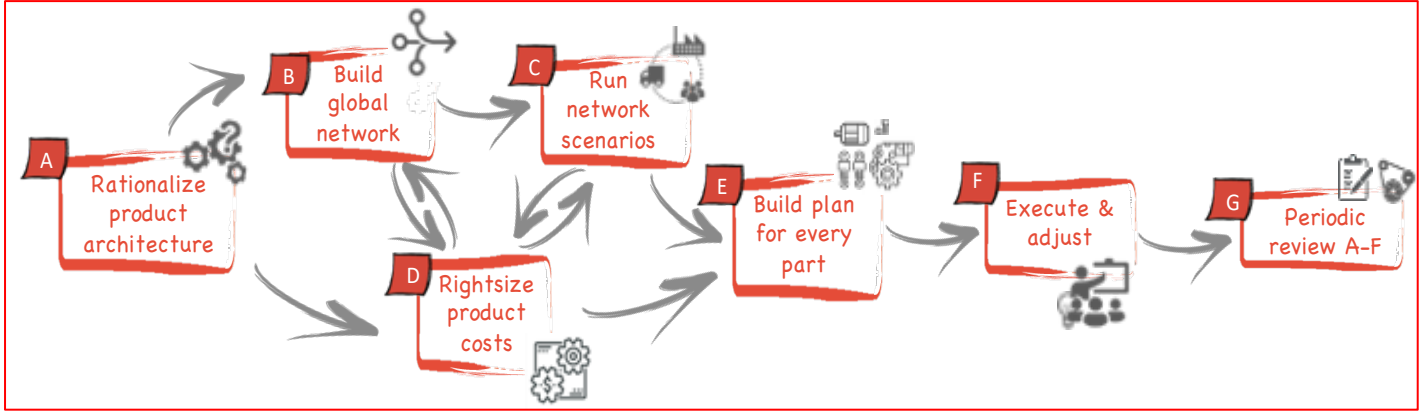 A
Rationalize
product
architecture
B
Build
global
network
C
Run
network
scenarios
D
Rightsize
product
costs
E
Build plan
for every
part
F
Execute &
adjust
G
Periodic
review A-F